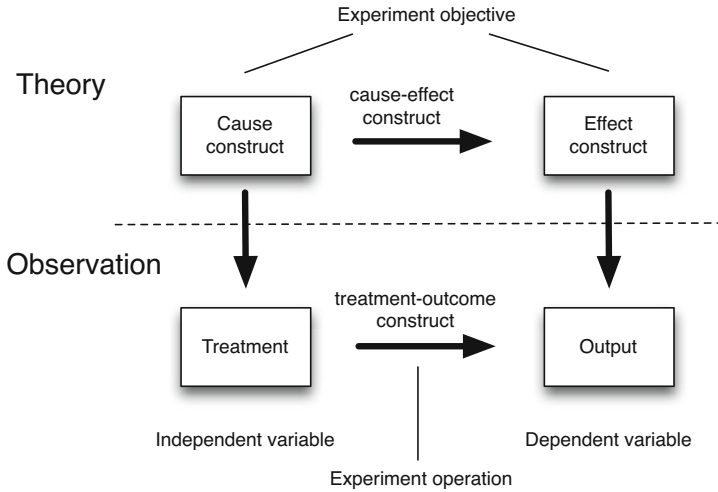 Experiment objective
Theory
cause-effect
construct
Cause
construct
Effect
construct
Observation
treatment-outcome
construct
Treatment
Output
Independent variable
Dependent variable
Experiment operation